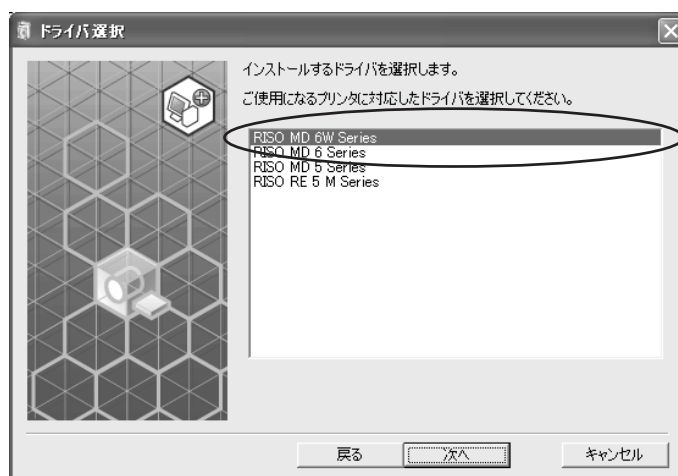 ドライバ選択
インストールするドライバを選択します。
ご使用になるプリンタに対応したドライバを選択してください。
RISO MD 6W Series
RISO MD 6 Series
RISO MD 5 Series
RISO RE 5 M Series
戻る
次へ
キャンセル